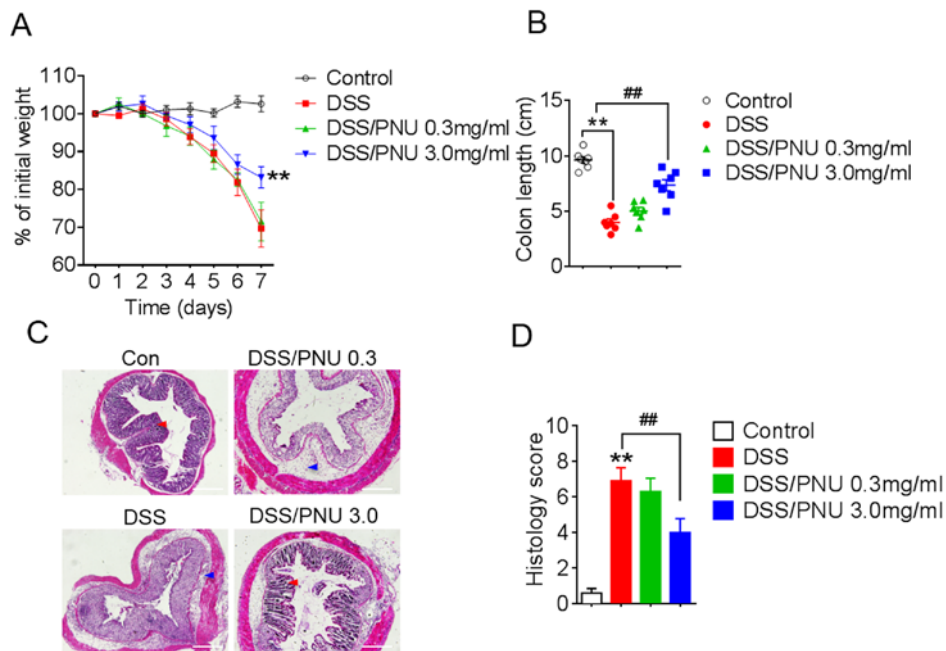 A
% of initial weight
110
100
90
80
70
60
0 1 2 3 4 5 6 7
Time (days)
Control
DSS
DSS/PNU 0.3mg/ml
DSS/PNU 3.0mg/ml
**
B
Colon length (cm)
15
10
5
0
**
##
Control
DSS
DSS/PNU 0.3mg/ml
DSS/PNU 3.0mg/ml
C
Con
DSS/PNU 0.3
DSS
DSS/PNU 3.0
D
Histology score
10
8
6
4
2
0
**
##
Control
DSS
DSS/PNU 0.3mg/ml
DSS/PNU 3.0mg/ml